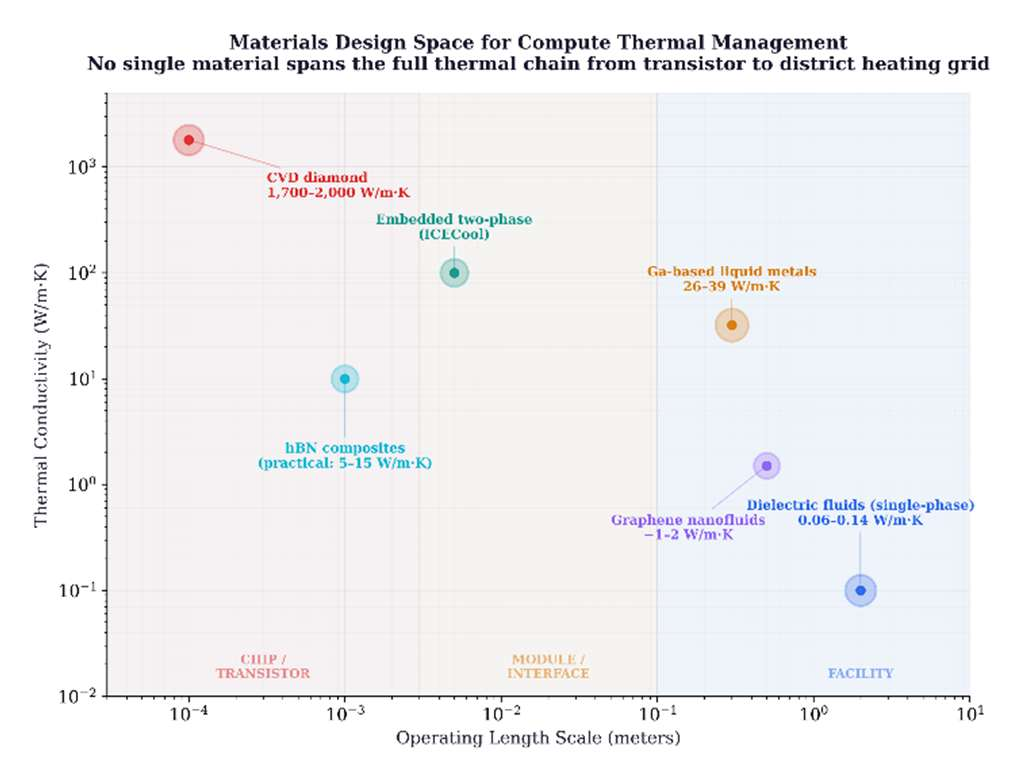 Materials Design Space for Compute Thermal Management
No single material spans the full thermal chain from transistor to district heating grid
Thermal Conductivity (W/m·K)
10³
10²
10¹
10⁰
10⁻¹
10⁻²
CVD diamond
1,700–2,000 W/m·K
Embedded two-phase
(ICECool)
Ga-based liquid metals
26–39 W/m·K
hBN composites
(practical: 5–15 W/m·K)
Graphene nanofluids
~1–2 W/m·K
Dielectric fluids (single-phase)
0.06–0.14 W/m·K
CHIP /
TRANSISTOR
MODULE /
INTERFACE
FACILITY
10⁻⁴
10⁻³
10⁻²
10⁻¹
10⁰
10¹
Operating Length Scale (meters)